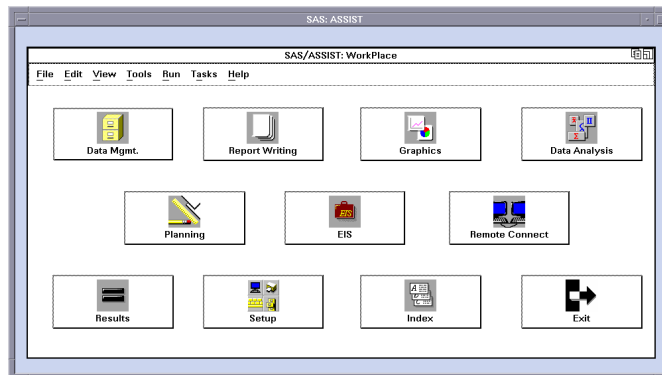 SAS: ASSIST
SAS/ASSIST: WorkPlace
File Edit View Tools Run Tasks Help
Data Mgmt. Report Writing Graphics Data Analysis
Planning EIS Remote Connect
Results Setup Index Exit